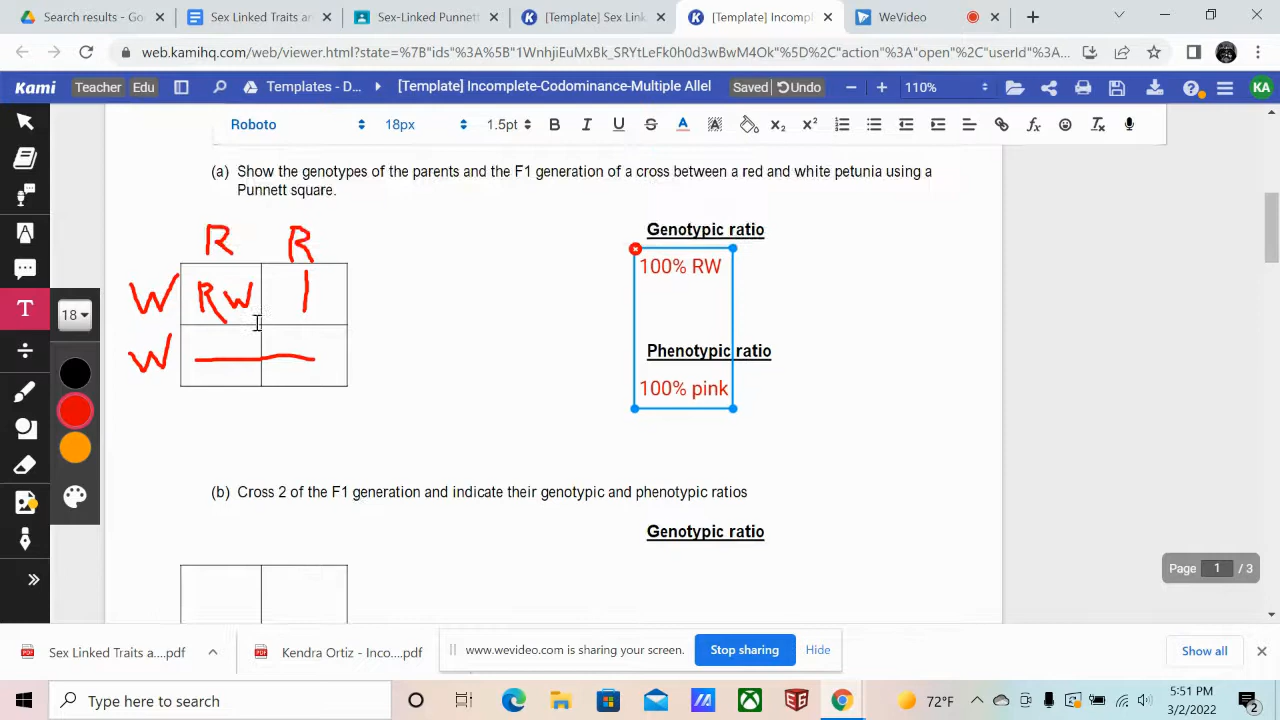 Search results - Goo
Sex Linked Traits an
Sex-Linked Punnett
[Template] Sex Link
[Template] Incomp
WeVideo
web.kamihq.com/web/viewer.html?state=%7B"ids"%3A%5B"1WnhjiEuMxBk_SRYtLeFk0h0d3wBwM4Ok"%5D%2C"action"%3A"open"%2C"userId"%3A...
Kami
Teacher
Edu
Templates - D...
[Template] Incomplete-Codominance-Multiple Allel
Saved
Undo
110%
KA
Roboto
18px
1.5pt
(a) Show the genotypes of the parents and the F1 generation of a cross between a red and white petunia using a
Punnett square.
R R
W RW
W
Genotypic ratio
100% RW
Phenotypic ratio
100% pink
18
(b) Cross 2 of the F1 generation and indicate their genotypic and phenotypic ratios
Genotypic ratio
Page 1 / 3
Sex Linked Traits a....pdf
Kendra Ortiz - Inco....pdf
www.wevideo.com is sharing your screen.
Stop sharing
Hide
Show all
Type here to search
72°F
5:51 PM
3/2/2022
2